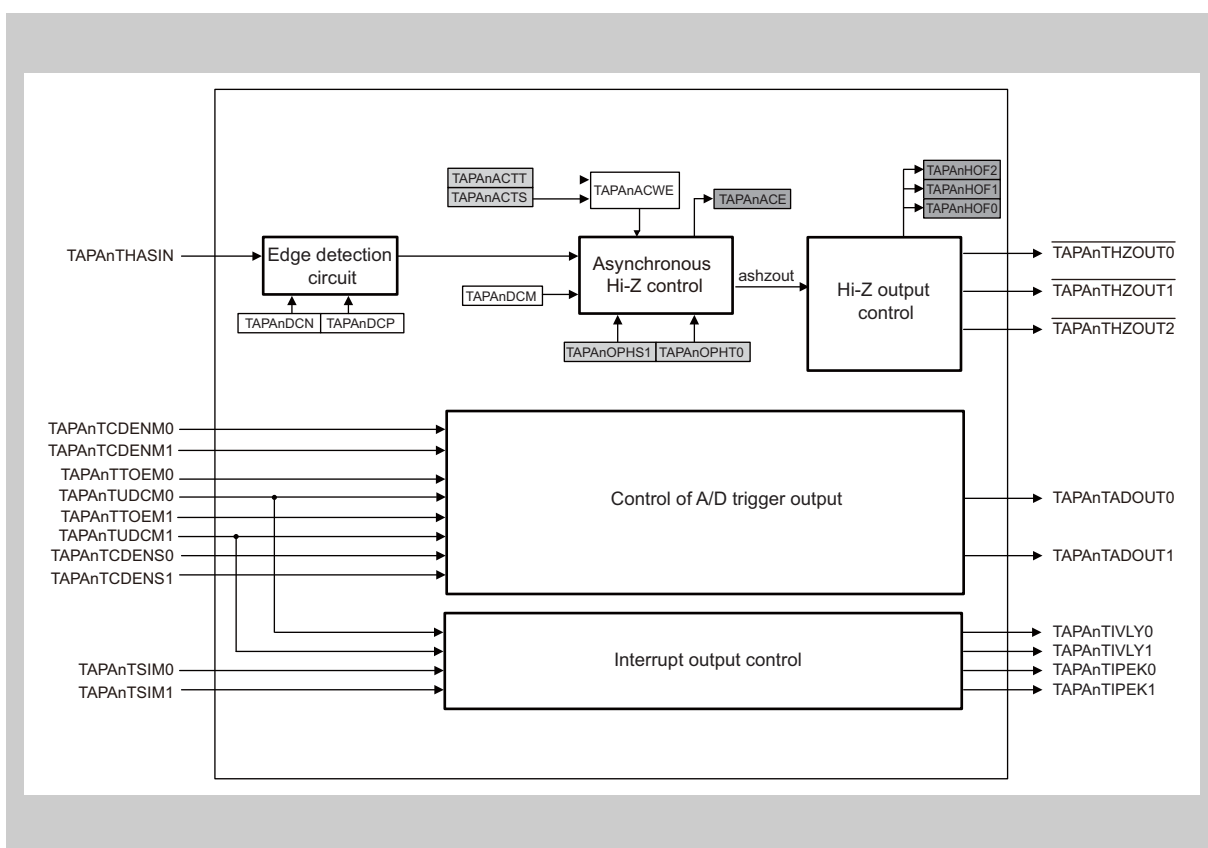 TAPAnACTT
TAPAnACTS
TAPAnACWE
TAPAnACE
TAPAnHOF2
TAPAnHOF1
TAPAnHOF0
TAPAnTHASIN
Edge detection
circuit
TAPAnDCN
TAPAnDCP
TAPAnDCM
Asynchronous
Hi-Z control
TAPAnOPHS1
TAPAnOPHT0
ashzout
Hi-Z output
control
TAPAnTHZOUT0
TAPAnTHZOUT1
TAPAnTHZOUT2
TAPAnTCDENM0
TAPAnTCDENM1
TAPAnTTOEM0
TAPAnTUDCM0
TAPAnTTOEM1
TAPAnTUDCM1
TAPAnTCDENS0
TAPAnTCDENS1
Control of A/D trigger output
TAPAnTADOUT0
TAPAnTADOUT1
TAPAnTSIM0
TAPAnTSIM1
Interrupt output control
TAPAnTIVLY0
TAPAnTIVLY1
TAPAnTIPEK0
TAPAnTIPEK1